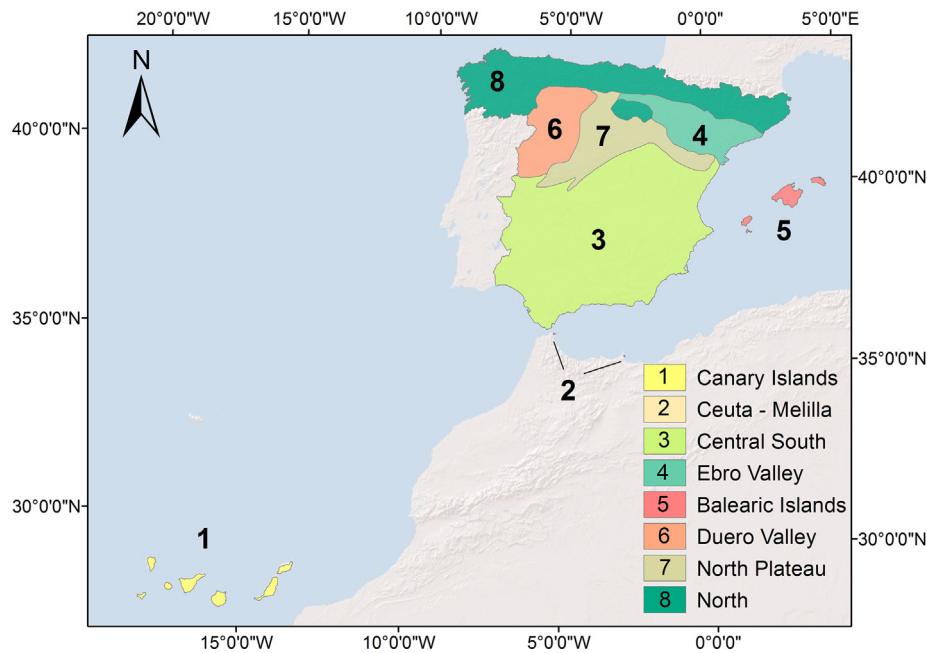 20°0'0"W 15°0'0"W 10°0'0"W 5°0'0"W 0°0'0" 5°0'0"E
N
8
40°0'0"N
6
7
4
40°0'0"N
5
3
35°0'0"N
35°0'0"N
2
1 Canary Islands
2 Ceuta - Melilla
3 Central South
4 Ebro Valley
5 Balearic Islands
6 Duero Valley
7 North Plateau
8 North
30°0'0"N
30°0'0"N
1
15°0'0"W 10°0'0"W 5°0'0"W 0°0'0"